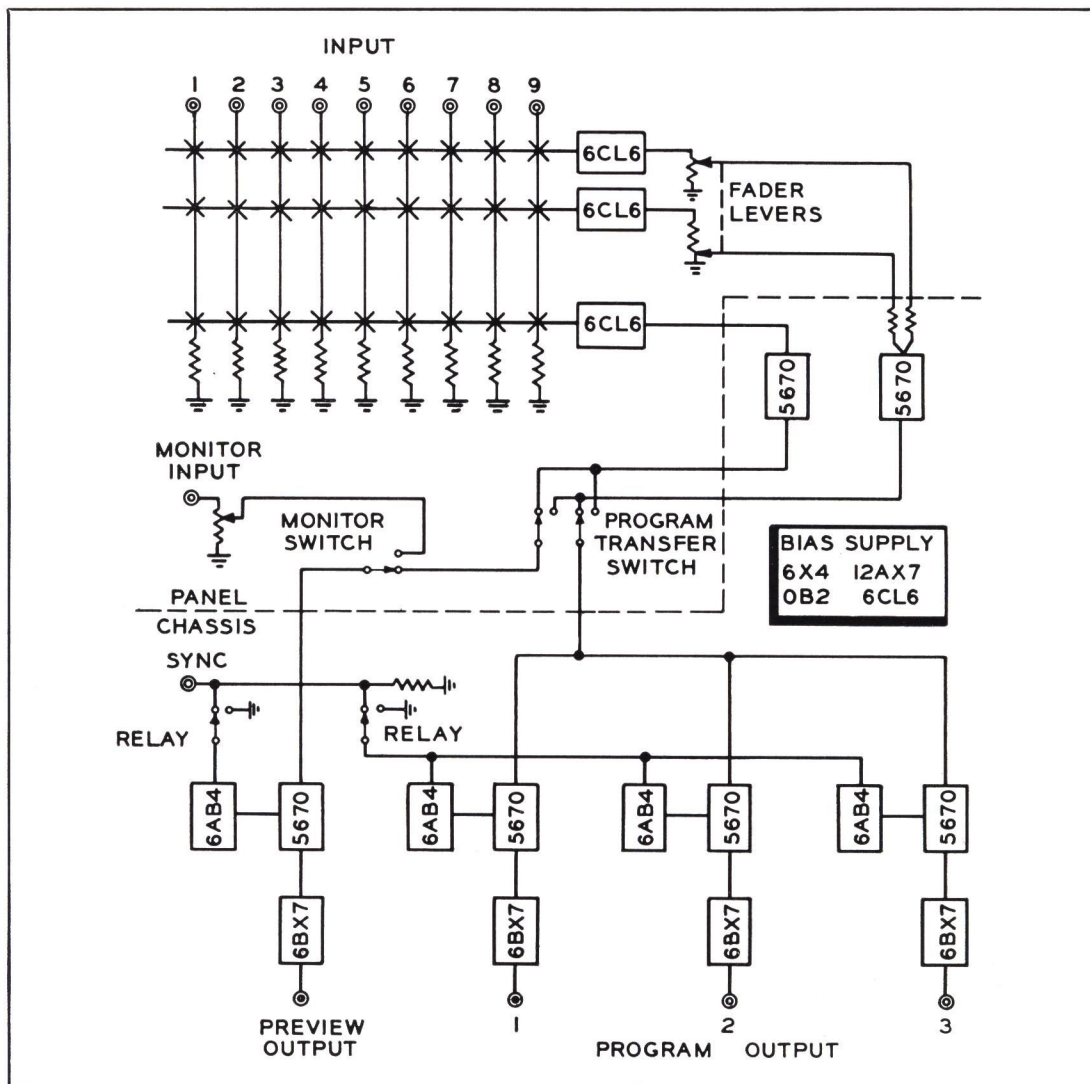 INPUT
1 2 3 4 5 6 7 8 9
6CL6
6CL6
FADER
LEVERS
6CL6
5670
5670
MONITOR
INPUT
MONITOR
SWITCH
PROGRAM
TRANSFER
SWITCH
BIAS SUPPLY
6X4 12AX7
OB2 6CL6
PANEL
CHASSIS
SYNC
RELAY
RELAY
6AB4
5670
6AB4
5670
6AB4
5670
6AB4
5670
6BX7
6BX7
6BX7
6BX7
PREVIEW
OUTPUT
1
2
3
PROGRAM OUTPUT